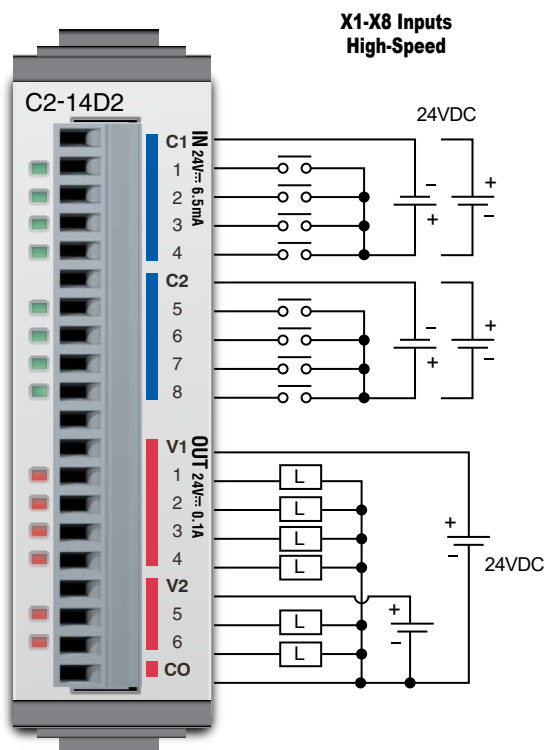 X1-X8 Inputs
High-Speed
C2-14D2
24VDC
C1
IN 24V⎓ 6.5mA
1
2
3
4
C2
5
6
7
8
V1
OUT 24V⎓ 0.1A
1
2
3
4
V2
5
6
CO
−
+
+
−
−
+
+
−
L
L
L
L
L
L
+
−
24VDC
+
−